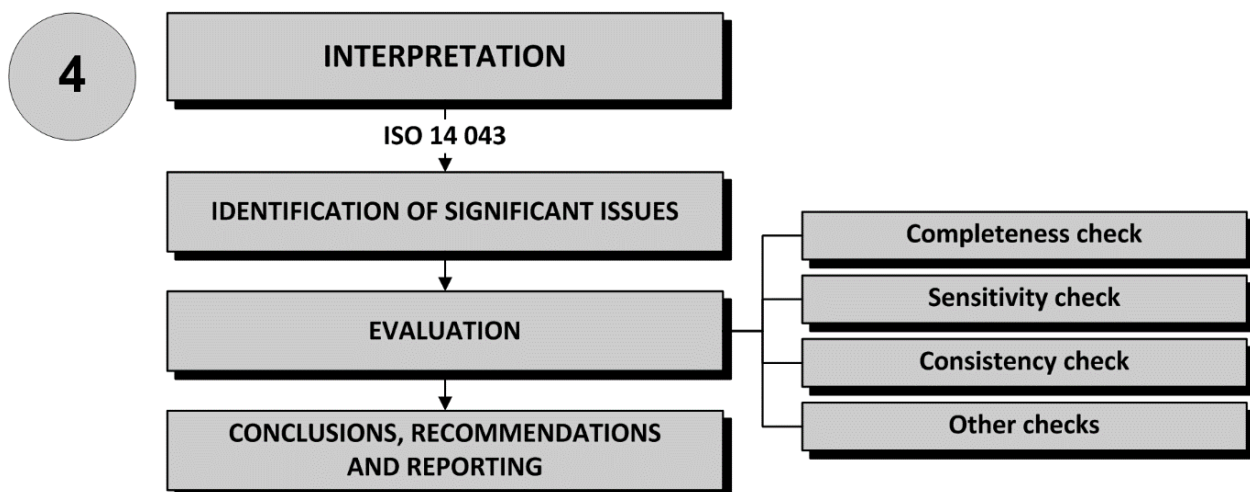 4
INTERPRETATION
ISO 14 043
IDENTIFICATION OF SIGNIFICANT ISSUES
EVALUATION
Completeness check
Sensitivity check
Consistency check
Other checks
CONCLUSIONS, RECOMMENDATIONS
AND REPORTING